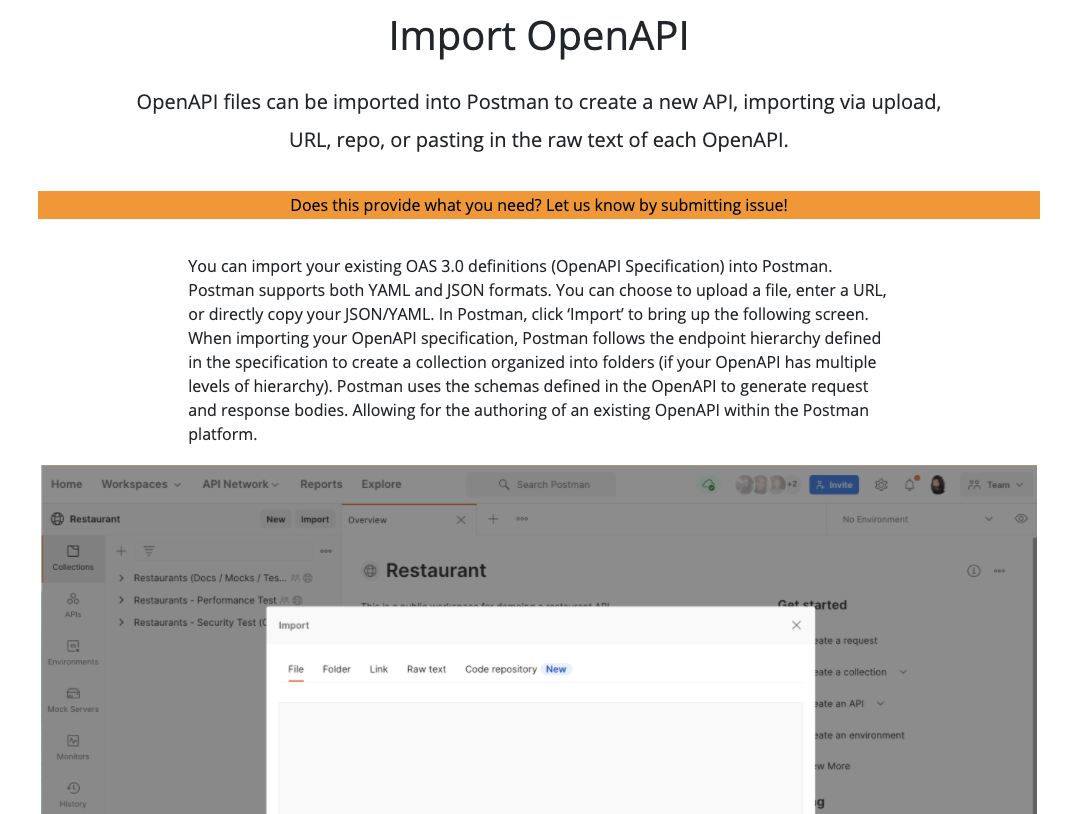 Import OpenAPI
OpenAPI files can be imported into Postman to create a new API, importing via upload,
URL, repo, or pasting in the raw text of each OpenAPI.
Does this provide what you need? Let us know by submitting issue!
You can import your existing OAS 3.0 definitions (OpenAPI Specification) into Postman.
Postman supports both YAML and JSON formats. You can choose to upload a file, enter a URL,
or directly copy your JSON/YAML. In Postman, click ‘Import’ to bring up the following screen.
When importing your OpenAPI specification, Postman follows the endpoint hierarchy defined
in the specification to create a collection organized into folders (if your OpenAPI has multiple
levels of hierarchy). Postman uses the schemas defined in the OpenAPI to generate request
and response bodies. Allowing for the authoring of an existing OpenAPI within the Postman
platform.
Home Workspaces API Network Reports Explore Search Postman +2 Invite Team
Restaurant New Import Overview No Environment
Collections
APIs
Environments
Mock Servers
Monitors
History
Restaurants (Docs / Mocks / Tes...
Restaurants - Performance Test
Restaurants - Security Test (
Restaurant
This is a public workspace for demoing a restaurant API
Get started
eate a request
eate a collection
eate an API
eate an environment
ew More
Import
File Folder Link Raw text Code repository New